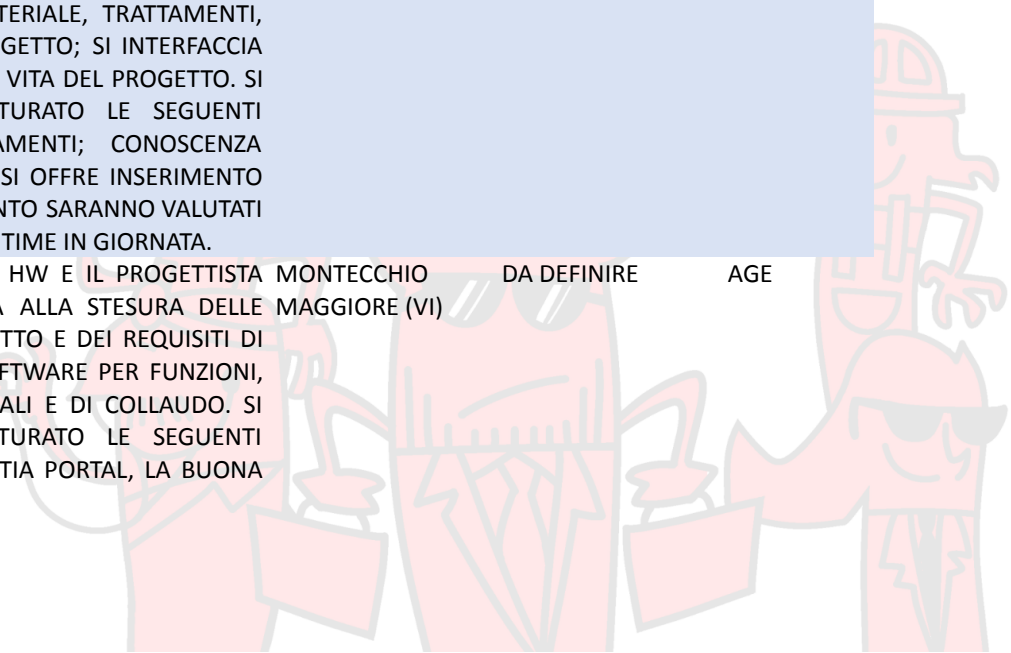 TERIALE, TRATTAMENTI,
GETTO; SI INTERFACCIA
VITA DEL PROGETTO. SI
TURATO LE SEGUENTI
AMENTI; CONOSCENZA
SI OFFRE INSERIMENTO
NTO SARANNO VALUTATI
TIME IN GIORNATA.
HW E IL PROGETTISTA MONTECCHIO DA DEFINIRE AGE
A ALLA STESURA DELLE MAGGIORE (VI)
TTO E DEI REQUISITI DI
FTWARE PER FUNZIONI,
ALI E DI COLLAUDO. SI
TURATO LE SEGUENTI
TIA PORTAL, LA BUONA